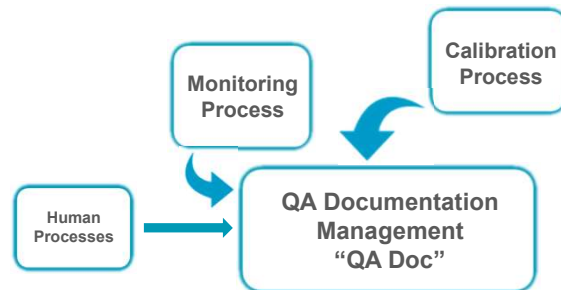 Calibration
Process
Monitoring
Process
Human
Processes
QA Documentation
Management
“QA Doc”